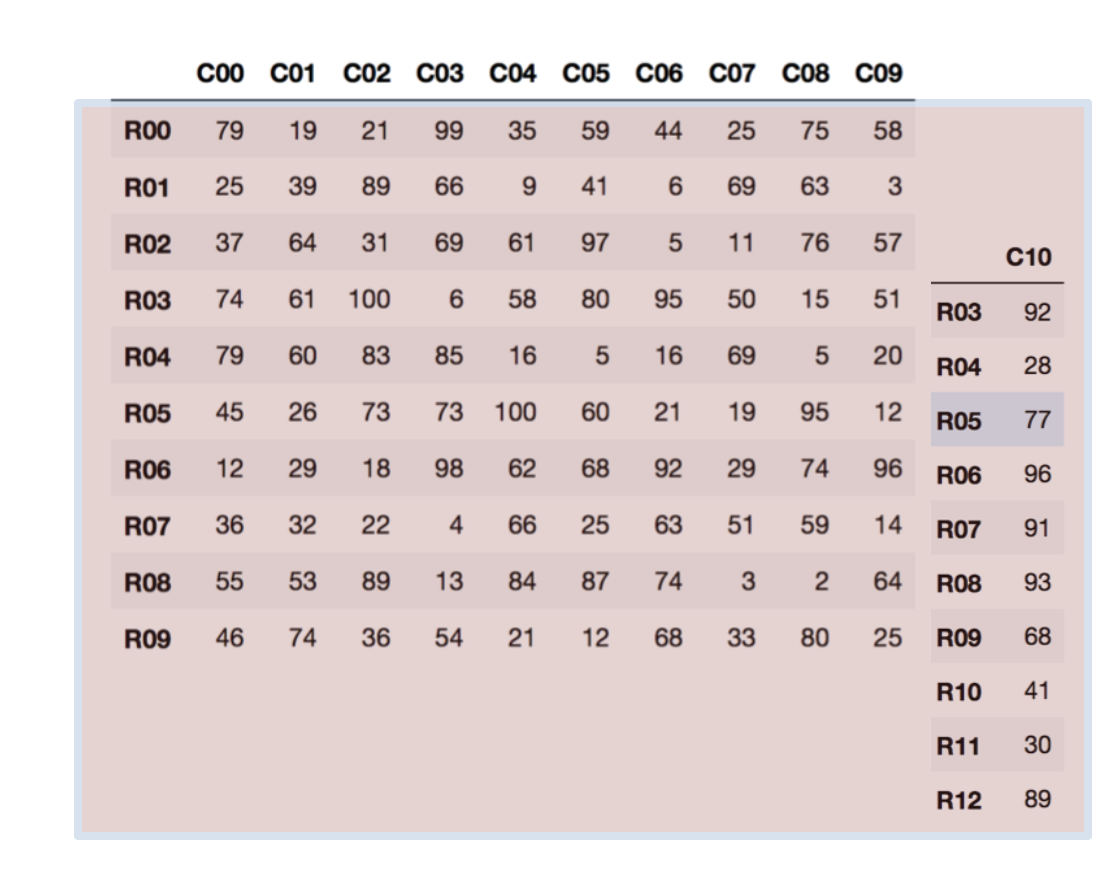 C00 C01 C02 C03 C04 C05 C06 C07 C08 C09
R00 79 19 21 99 35 59 44 25 75 58
R01 25 39 89 66 9 41 6 69 63 3
R02 37 64 31 69 61 97 5 11 76 57
R03 74 61 100 6 58 80 95 50 15 51
R04 79 60 83 85 16 5 16 69 5 20
R05 45 26 73 73 100 60 21 19 95 12
R06 12 29 18 98 62 68 92 29 74 96
R07 36 32 22 4 66 25 63 51 59 14
R08 55 53 89 13 84 87 74 3 2 64
R09 46 74 36 54 21 12 68 33 80 25
C10
R03 92
R04 28
R05 77
R06 96
R07 91
R08 93
R09 68
R10 41
R11 30
R12 89